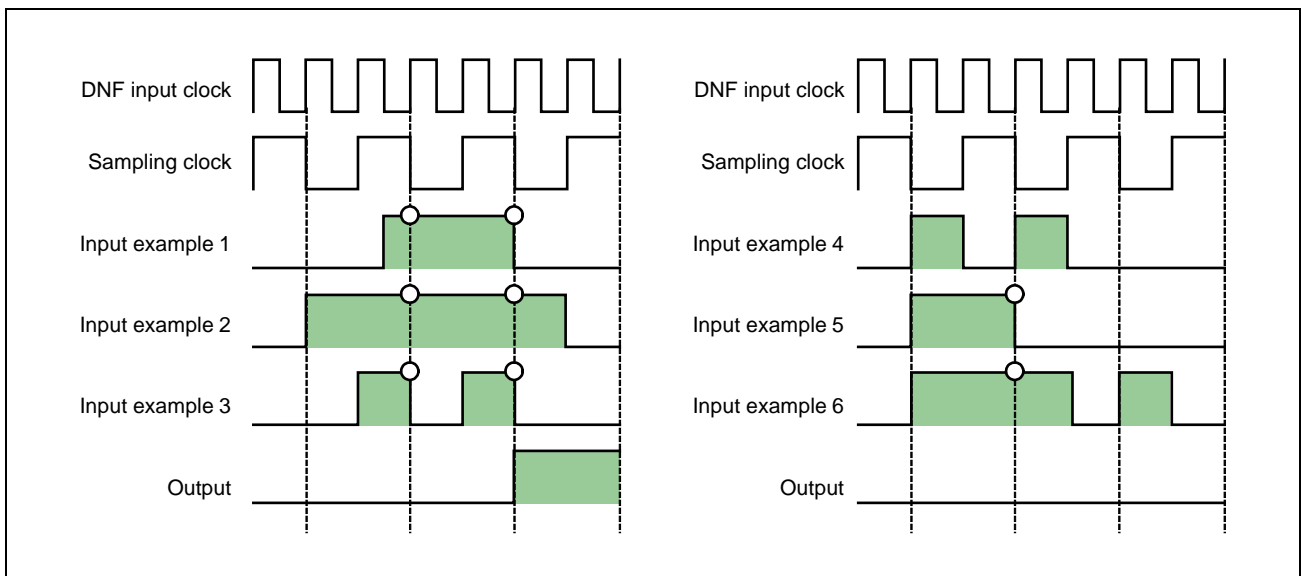 DNF input clock
Sampling clock
Input example 1
Input example 2
Input example 3
Output
DNF input clock
Sampling clock
Input example 4
Input example 5
Input example 6
Output